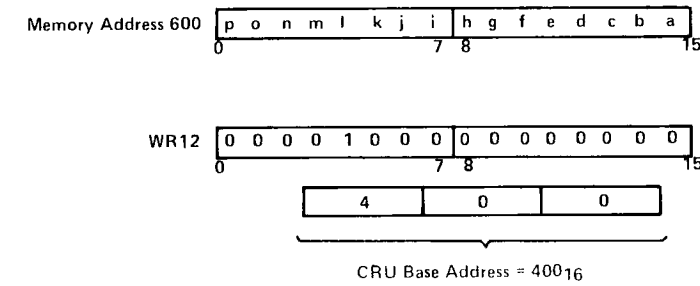 Memory Address 600 p o n m l k j i h g f e d c b a
0 7 8 15
WR12 0 0 0 0 1 0 0 0 0 0 0 0 0 0 0 0
0 7 8 15
4 0 0
CRU Base Address = 400₁₆